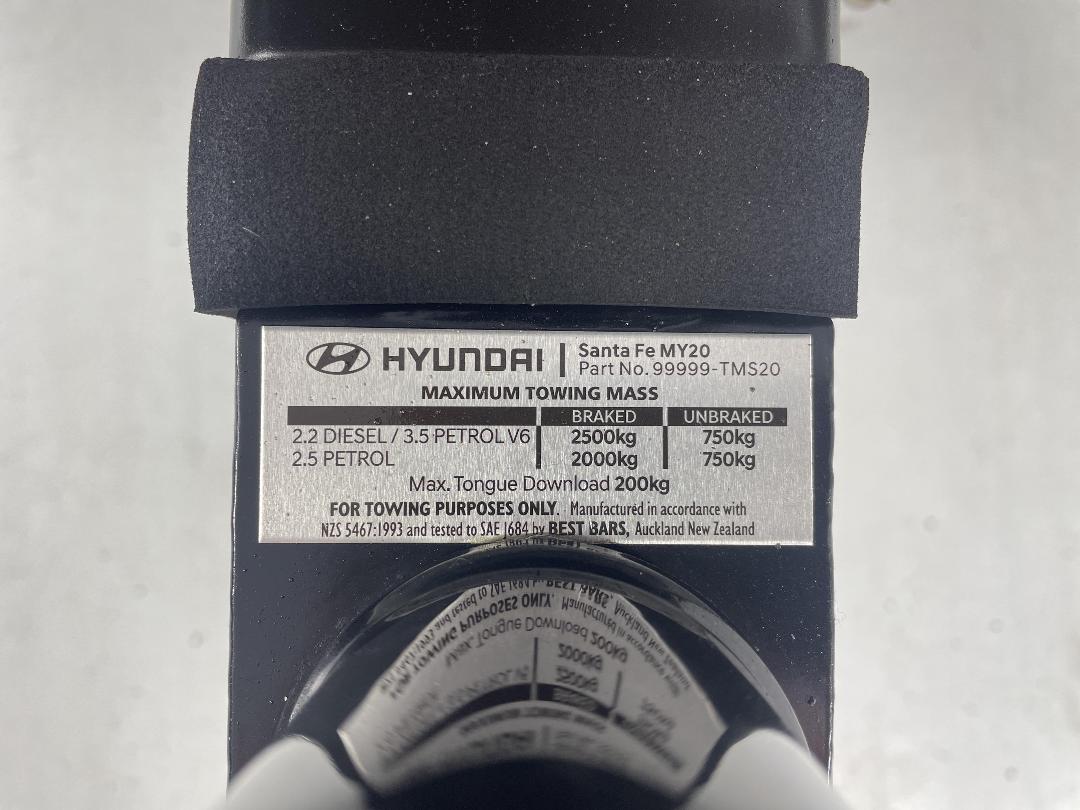 HYUNDAI | Santa Fe MY20
Part No. 99999-TMS20
MAXIMUM TOWING MASS
BRAKED UNBRAKED
2.2 DIESEL / 3.5 PETROL V6 2500kg 750kg
2.5 PETROL 2000kg 750kg
Max. Tongue Download 200kg
FOR TOWING PURPOSES ONLY. Manufactured in accordance with
NZS 5467:1993 and tested to SAE J684 by BEST BARS, Auckland New Zealand